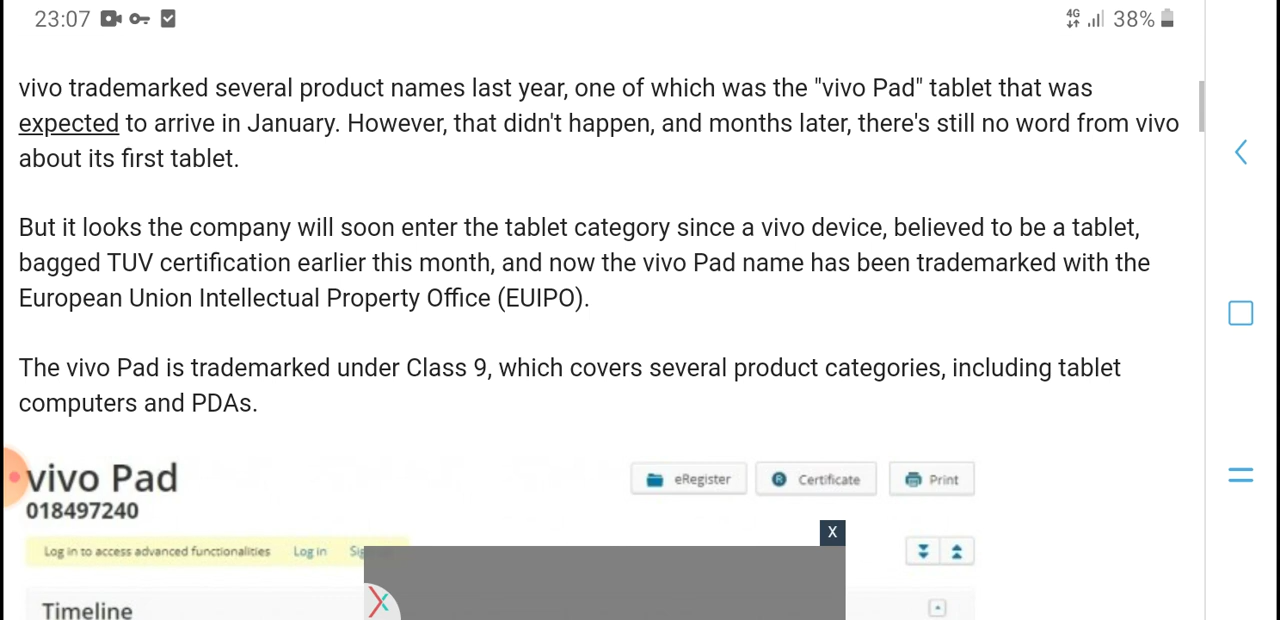 23:07
4G 38%
vivo trademarked several product names last year, one of which was the "vivo Pad" tablet that was
expected to arrive in January. However, that didn't happen, and months later, there's still no word from vivo
about its first tablet.
But it looks the company will soon enter the tablet category since a vivo device, believed to be a tablet,
bagged TUV certification earlier this month, and now the vivo Pad name has been trademarked with the
European Union Intellectual Property Office (EUIPO).
The vivo Pad is trademarked under Class 9, which covers several product categories, including tablet
computers and PDAs.
vivo Pad
eRegister Certificate Print
018497240
X
Log in to access advanced functionalities Log in
Timeline